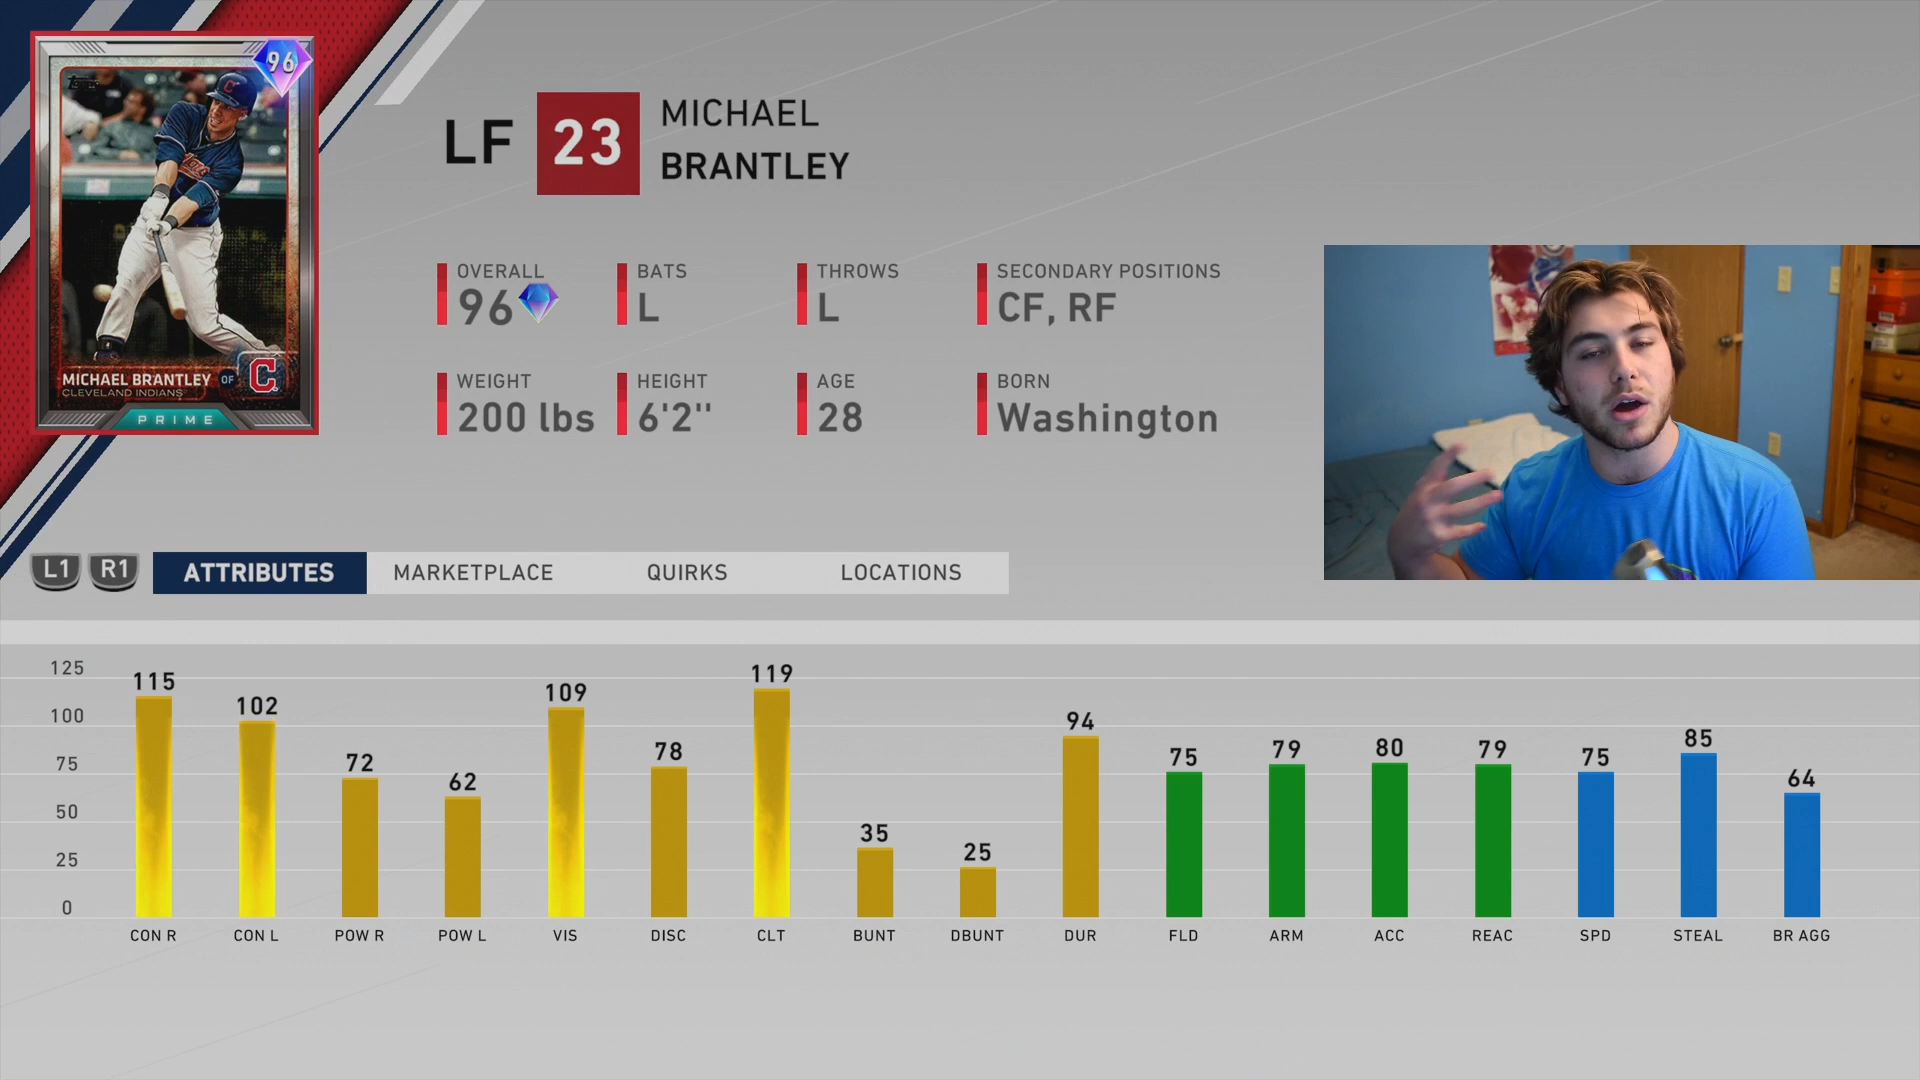 96
Topps
MICHAEL BRANTLEY OF
CLEVELAND INDIANS
C
PRIME
LF 23 MICHAEL
BRANTLEY
OVERALL BATS THROWS SECONDARY POSITIONS
96 L L CF, RF
WEIGHT HEIGHT AGE BORN
200 lbs 6'2'' 28 Washington
L1 R1 ATTRIBUTES MARKETPLACE QUIRKS LOCATIONS
125
100
75
50
25
0
115 102 72 62 109 78 119 35 25 94 75 79 80 79 75 85 64
CON R CON L POW R POW L VIS DISC CLT BUNT DBUNT DUR FLD ARM ACC REAC SPD STEAL BR AGG